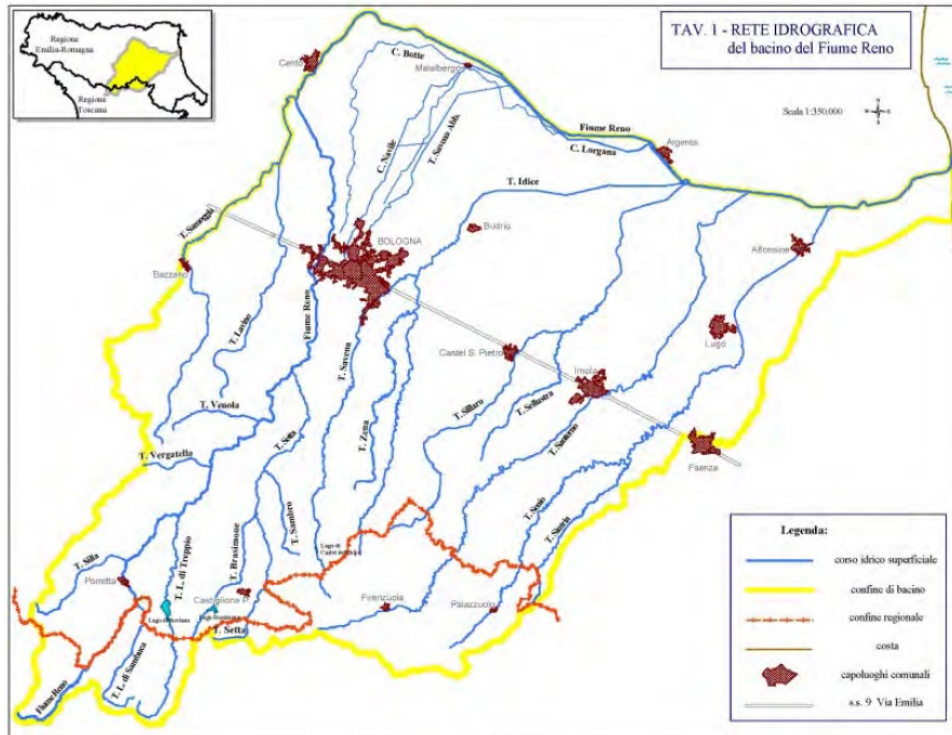 TAV. 1 - RETE IDROGRAFICA
del bacino del Fiume Reno
Regione
Emilia-Romagna
Regione
Toscana
Scala 1:350.000
Cento
C. Botte
Malalbergo
Fiume Reno
C. Lorgana
Argenta
C. Navile
T. Savena Abb.
T. Idice
Budrio
T. Samoggia
BOLOGNA
Alfonsine
Bazzano
T. Lavino
Fiume Reno
T. Savena
Lugo
Castel S. Pietro
Imola
T. Venola
T. Setta
T. Zena
T. Sillaro
T. Sellustra
T. Santerno
T. Vergatello
Faenza
T. Senio
T. Sintria
T. Sambro
T. Brasimone
T. L. di Treppio
T. Silla
Porretta
Castiglione P.
Firenzuola
Palazzuolo
T. Setta
T. L. di Sambuca
Fiume Reno
Legenda:
corso idrico superficiale
confine di bacino
confine regionale
costa
capoluoghi comunali
s.s. 9 Via Emilia